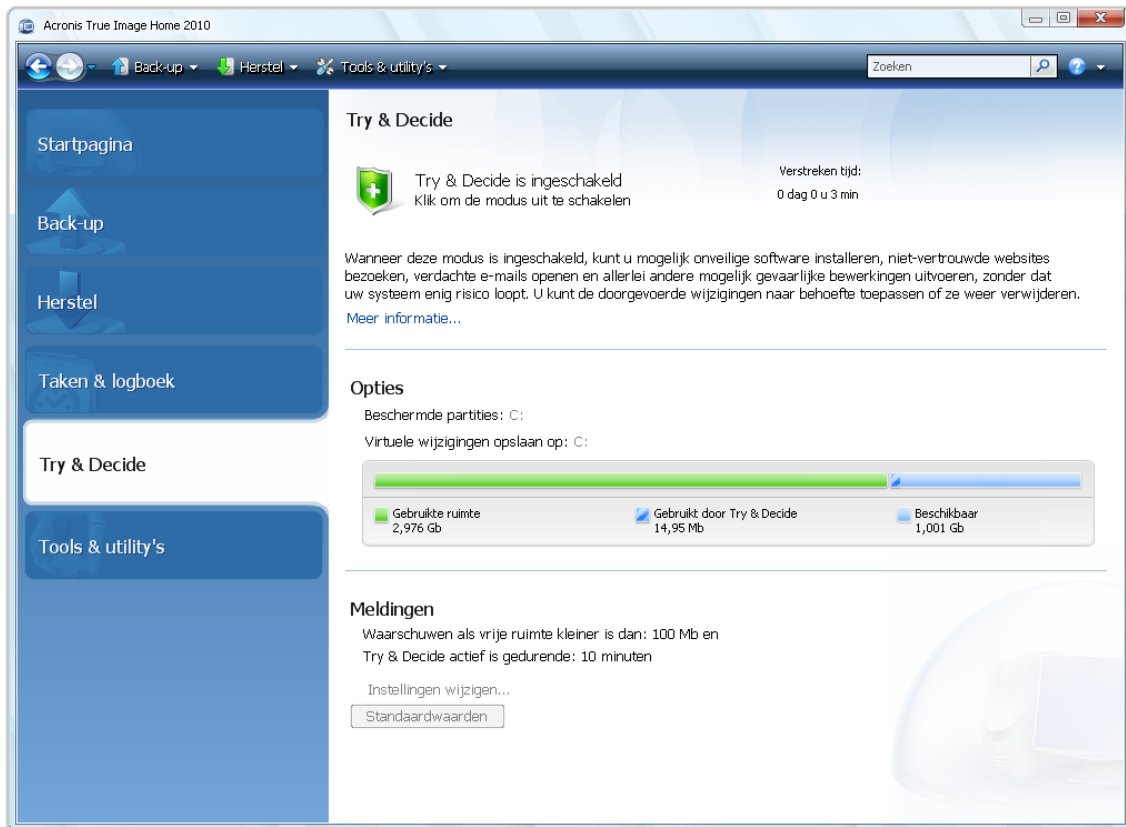 Acronis True Image Home 2010
Back-up
Herstel
Tools & utility's
Zoeken
Startpagina
Back-up
Herstel
Taken & logboek
Try & Decide
Tools & utility's
Try & Decide
Try & Decide is ingeschakeld
Klik om de modus uit te schakelen
Verstreken tijd:
0 dag 0 u 3 min
Wanneer deze modus is ingeschakeld, kunt u mogelijk onveilige software installeren, niet-vertrouwde websites
bezoeken, verdachte e-mails openen en allerlei andere mogelijk gevaarlijke bewerkingen uitvoeren, zonder dat
uw systeem enig risico loopt. U kunt de doorgevoerde wijzigingen naar behoefte toepassen of ze weer verwijderen.
Meer informatie...
Opties
Beschermde partities: C:
Virtuele wijzigingen opslaan op: C:
Gebruikte ruimte
2,976 Gb
Gebruikt door Try & Decide
14,95 Mb
Beschikbaar
1,001 Gb
Meldingen
Waarschuwen als vrije ruimte kleiner is dan: 100 Mb en
Try & Decide actief is gedurende: 10 minuten
Instellingen wijzigen...
Standaardwaarden